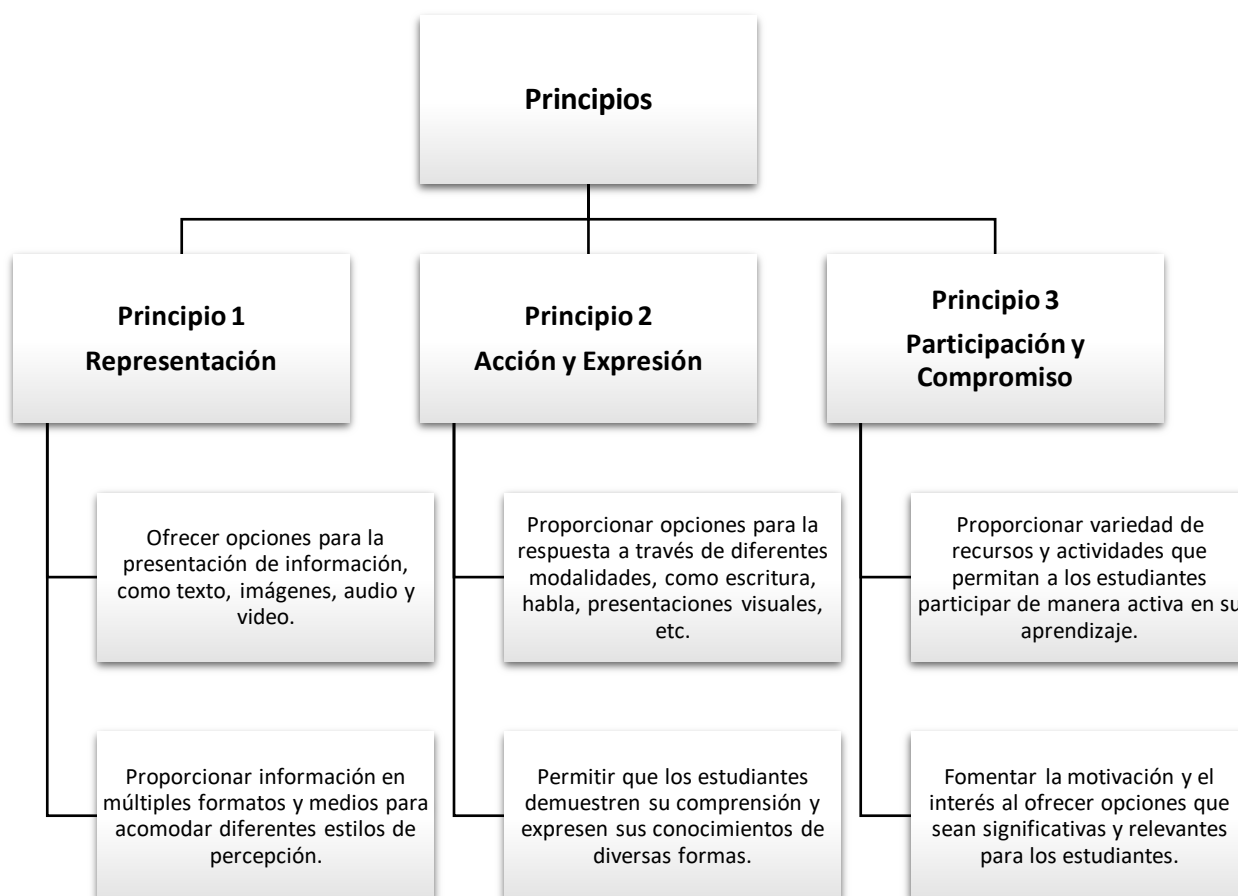 Principios
Principio 1
Representación
Ofrecer opciones para la
presentación de información,
como texto, imágenes, audio y
video.
Proporcionar información en
múltiples formatos y medios para
acomodar diferentes estilos de
percepción.
Principio 2
Acción y Expresión
Proporcionar opciones para la
respuesta a través de diferentes
modalidades, como escritura,
habla, presentaciones visuales,
etc.
Permitir que los estudiantes
demuestren su comprensión y
expresen sus conocimientos de
diversas formas.
Principio 3
Participación y
Compromiso
Proporcionar variedad de
recursos y actividades que
permitan a los estudiantes
participar de manera activa en su
aprendizaje.
Fomentar la motivación y el
interés al ofrecer opciones que
sean significativas y relevantes
para los estudiantes.